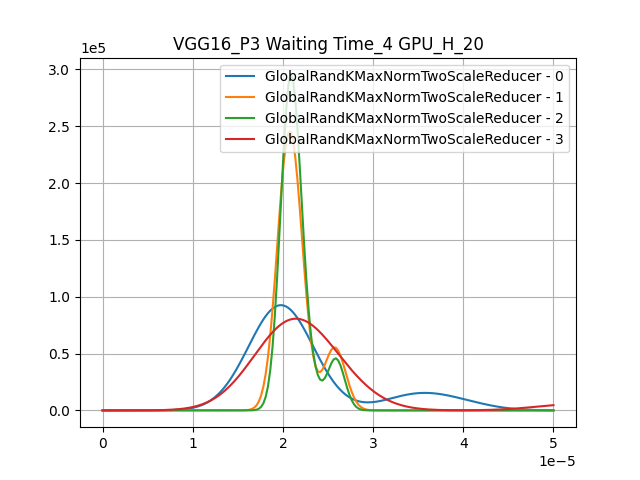 VGG16_P3 Waiting Time_4 GPU_H_20
1e5
GlobalRandKMaxNormTwoScaleReducer - 0
GlobalRandKMaxNormTwoScaleReducer - 1
GlobalRandKMaxNormTwoScaleReducer - 2
GlobalRandKMaxNormTwoScaleReducer - 3
3.0
2.5
2.0
1.5
1.0
0.5
0.0
0 1 2 3 4 5
1e−5